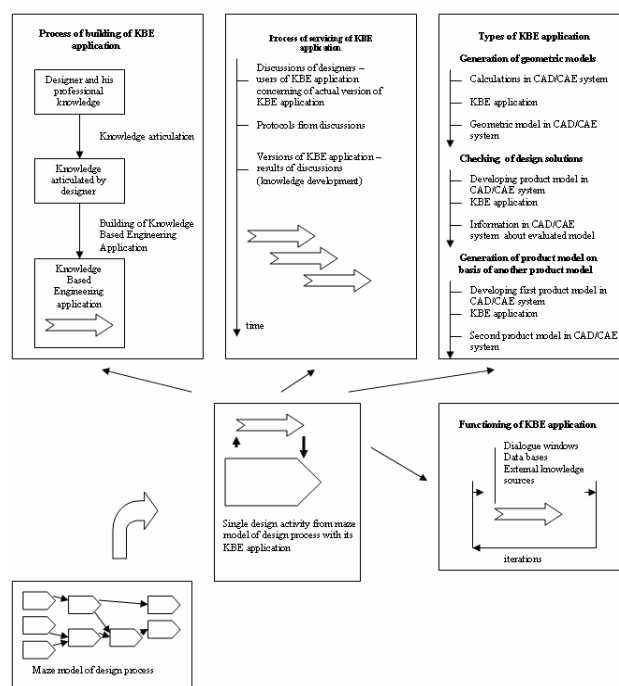 Process of building of KBE
application
Designer and his
professional
knowledge
Knowledge articulation
Knowledge
articulated by
designer
Building of Knowledge
Based Engineering
Application
Knowledge
Based
Engineering
application
Process of servicing of KBE
application
Discussions of designers –
users of KBE application
concerning of actual version of
KBE application
Protocols from discussions
Versions of KBE application –
results of discussions
(knowledge development)
time
Types of KBE application
Generation of geometric models
Calculations in CAD/CAE system
KBE application
Geometric model in CAD/CAE
system
Checking of design solutions
Developing product model in
CAD/CAE system
KBE application
Information in CAD/CAE
system about evaluated model
Generation of product model on
basis of another product model
Developing first product model in
CAD/CAE system
KBE application
Second product model in CAD/CAE
system
Single design activity from maze
model of design process with its
KBE application
Functioning of KBE application
Dialogue windows
Data bases
External knowledge
sources
iterations
Maze model of design process